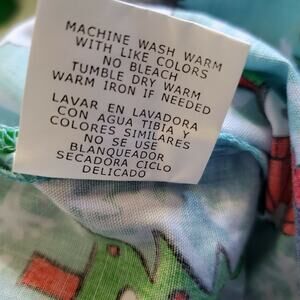 MACHINE WASH WARM
WITH LIKE COLORS
NO BLEACH
TUMBLE DRY WARM
WARM IRON IF NEEDED
LAVAR EN LAVADORA
CON AGUA TIBIA Y
COLORES SIMILARES
NO SE USE
BLANQUEADOR
SECADORA CICLO
DELICADO